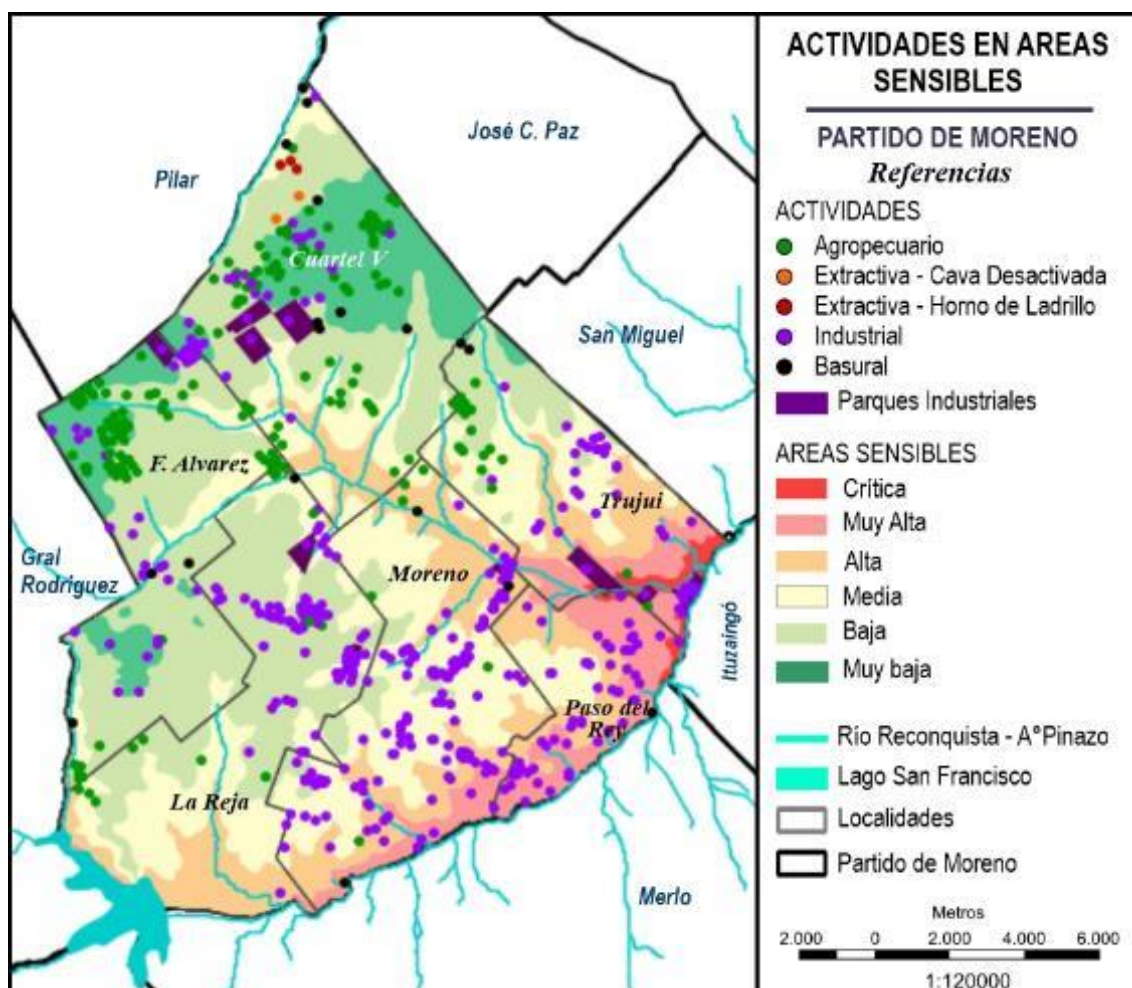 ACTIVIDADES EN AREAS
SENSIBLES
PARTIDO DE MORENO
Referencias
ACTIVIDADES
Agropecuario
Extractiva - Cava Desactivada
Extractiva - Horno de Ladrillo
Industrial
Basural
Parques Industriales
AREAS SENSIBLES
Crítica
Muy Alta
Alta
Media
Baja
Muy baja
Río Reconquista - AºPinazo
Lago San Francisco
Localidades
Partido de Moreno
Metros
2.000 0 2.000 4.000 6.000
1:120000
José C. Paz
Pilar
Cuartel V
San Miguel
F. Alvarez
Trujui
Gral
Rodriguez
Moreno
Ituzaingó
Paso del
Rey
La Reja
Merlo